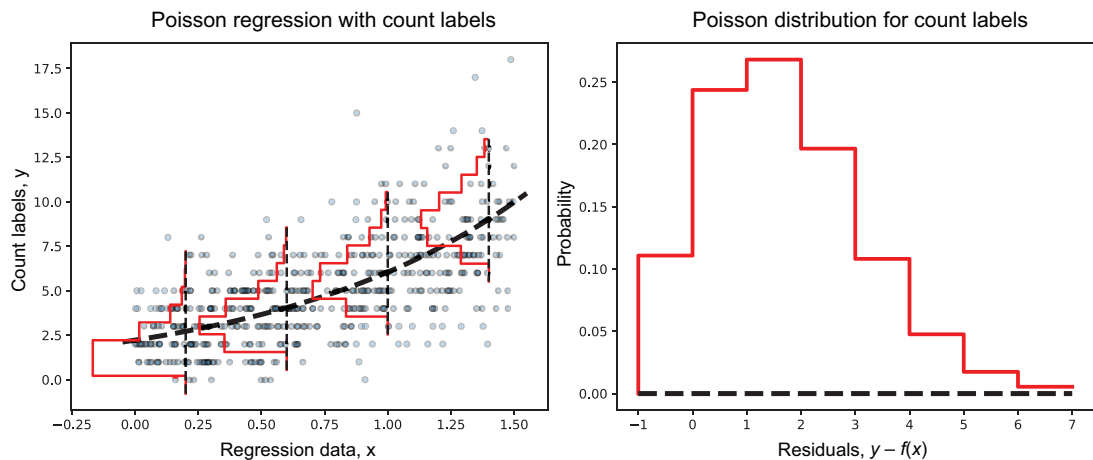 Poisson regression with count labels
Count labels, y
17.5
15.0
12.5
10.0
7.5
5.0
2.5
0.0
−0.25 0.00 0.25 0.50 0.75 1.00 1.25 1.50
Regression data, x
Poisson distribution for count labels
Probability
0.25
0.20
0.15
0.10
0.05
0.00
−1 0 1 2 3 4 5 6 7
Residuals, y – f(x)